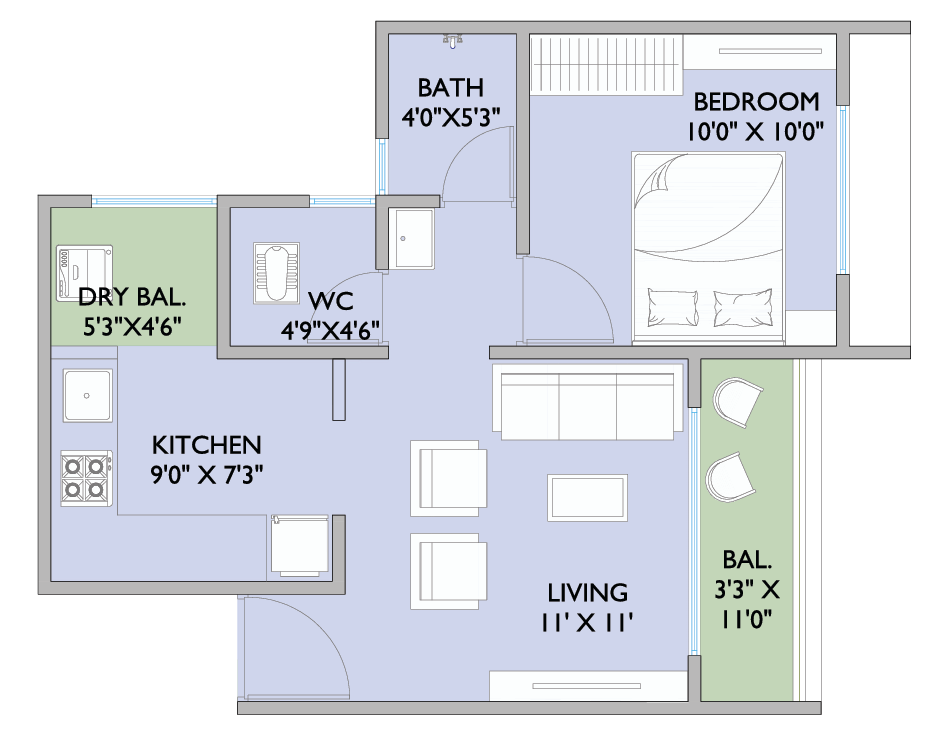 BATH
4'0"X5'3"
BEDROOM
10'0" X 10'0"
DRY BAL.
5'3"X4'6"
WC
4'9"X4'6"
KITCHEN
9'0" X 7'3"
LIVING
11' X 11'
BAL.
3'3" X
11'0"